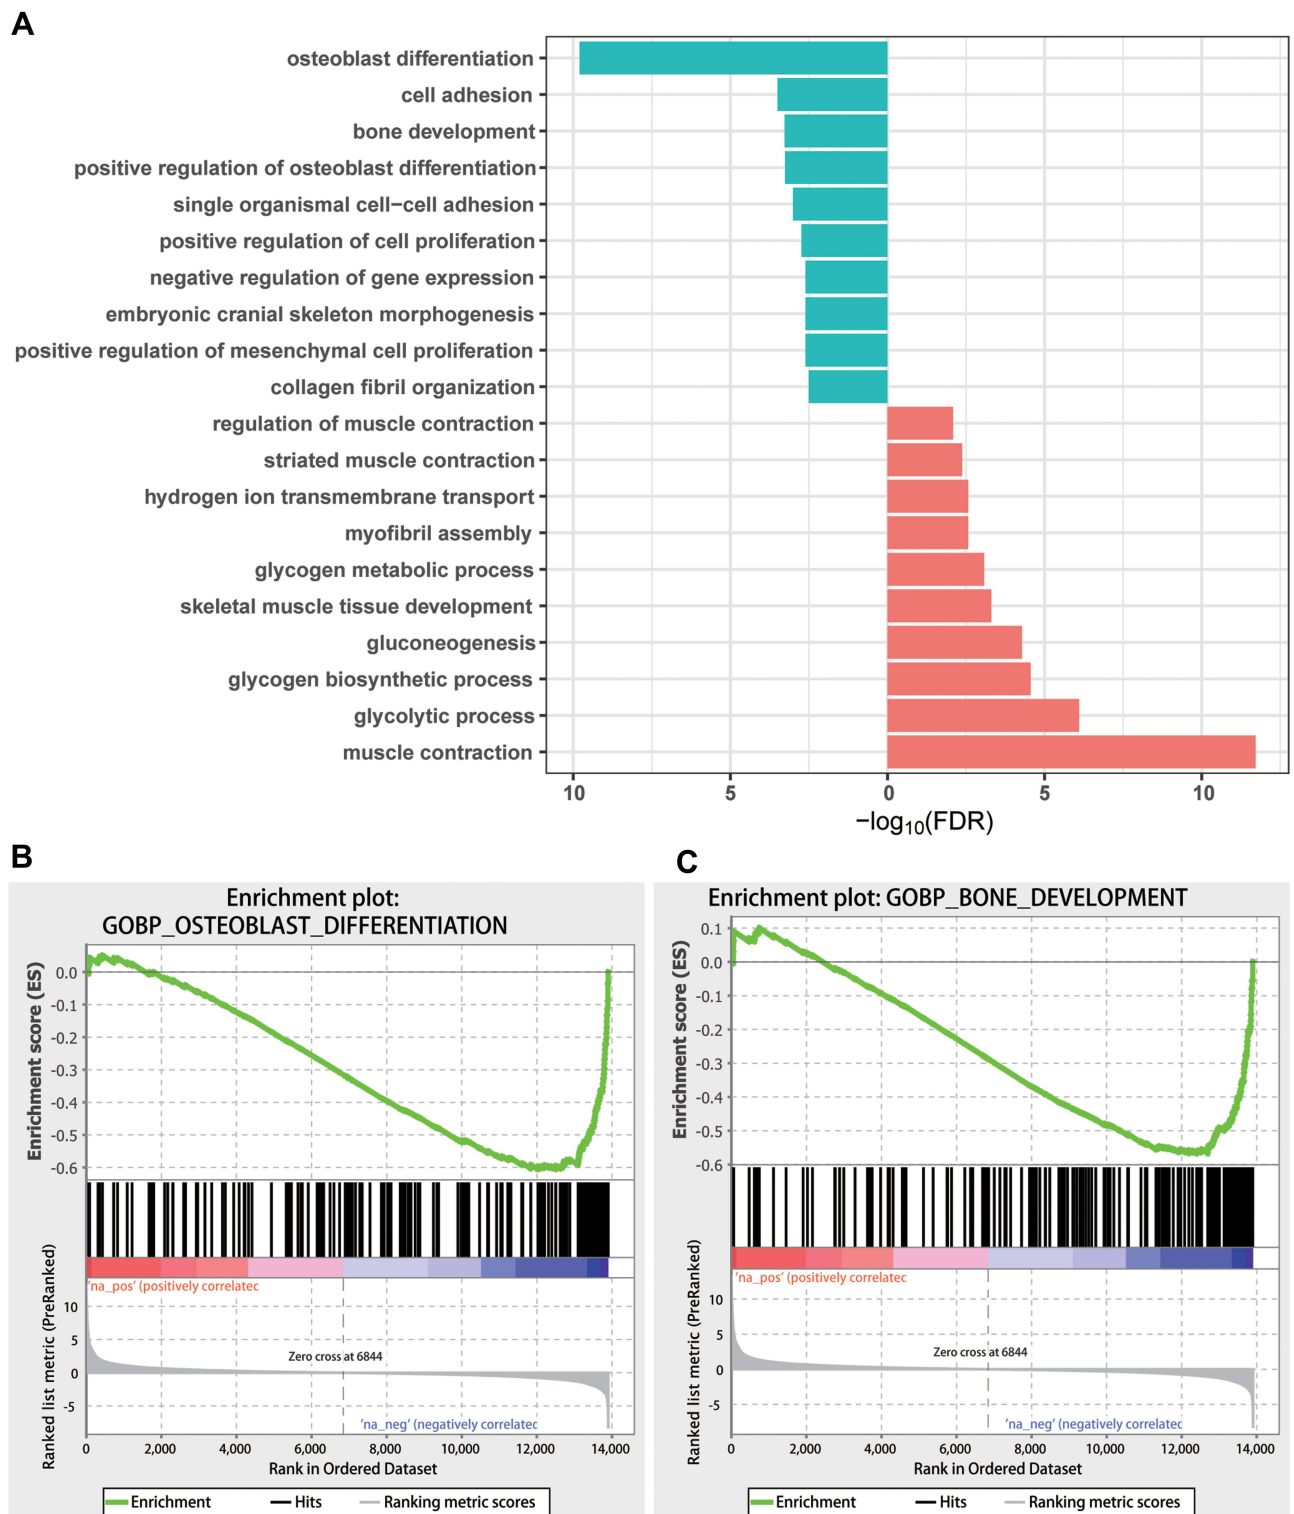 A
osteoblast differentiation
cell adhesion
bone development
positive regulation of osteoblast differentiation
single organismal cell−cell adhesion
positive regulation of cell proliferation
negative regulation of gene expression
embryonic cranial skeleton morphogenesis
positive regulation of mesenchymal cell proliferation
collagen fibril organization
regulation of muscle contraction
striated muscle contraction
hydrogen ion transmembrane transport
myofibril assembly
glycogen metabolic process
skeletal muscle tissue development
gluconeogenesis
glycogen biosynthetic process
glycolytic process
muscle contraction
10 5 0 5 10
−log10(FDR)
B
Enrichment plot:
GOBP_OSTEOBLAST_DIFFERENTIATION
Enrichment score (ES)
0.0
-0.1
-0.2
-0.3
-0.4
-0.5
-0.6
'na_pos' (positively correlatec
Ranked list metric (PreRanked)
10
5
0
-5
Zero cross at 6844
'na_neg' (negatively correlatec
0 2,000 4,000 6,000 8,000 10,000 12,000 14,000
Rank in Ordered Dataset
Enrichment Hits Ranking metric scores
C
Enrichment plot: GOBP_BONE_DEVELOPMENT
Enrichment score (ES)
0.1
0.0
-0.1
-0.2
-0.3
-0.4
-0.5
-0.6
'na_pos' (positively correlatec
Ranked list metric (PreRanked)
10
5
0
-5
Zero cross at 6844
'na_neg' (negatively correlatec
0 2,000 4,000 6,000 8,000 10,000 12,000 14,000
Rank in Ordered Dataset
Enrichment Hits Ranking metric scores